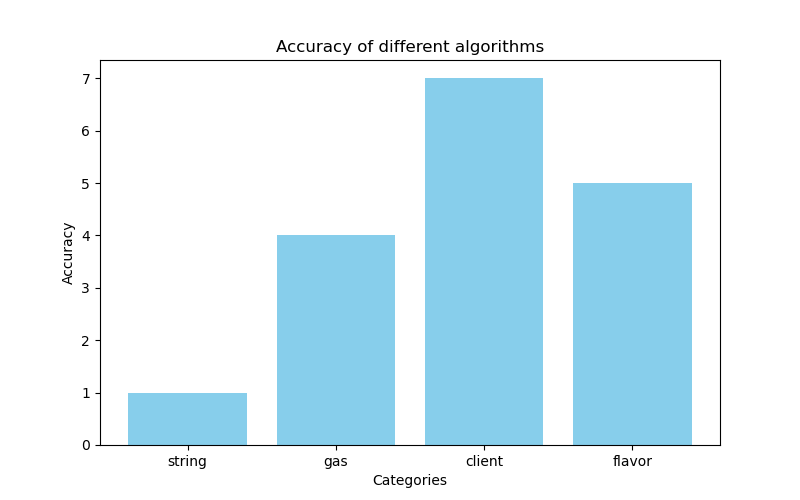 Accuracy of different algorithms
Accuracy
7
6
5
4
3
2
1
0
string gas client flavor
Categories